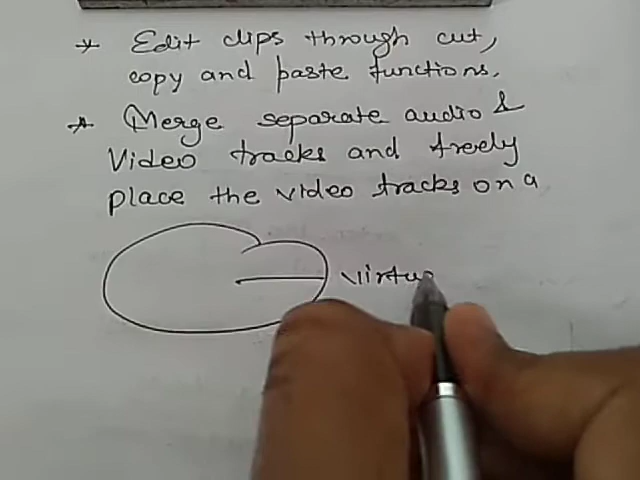 * Edit clips through cut,
copy and paste functions.
* Merge separate audio &
Video tracks and freely
place the video tracks on a
Virtu